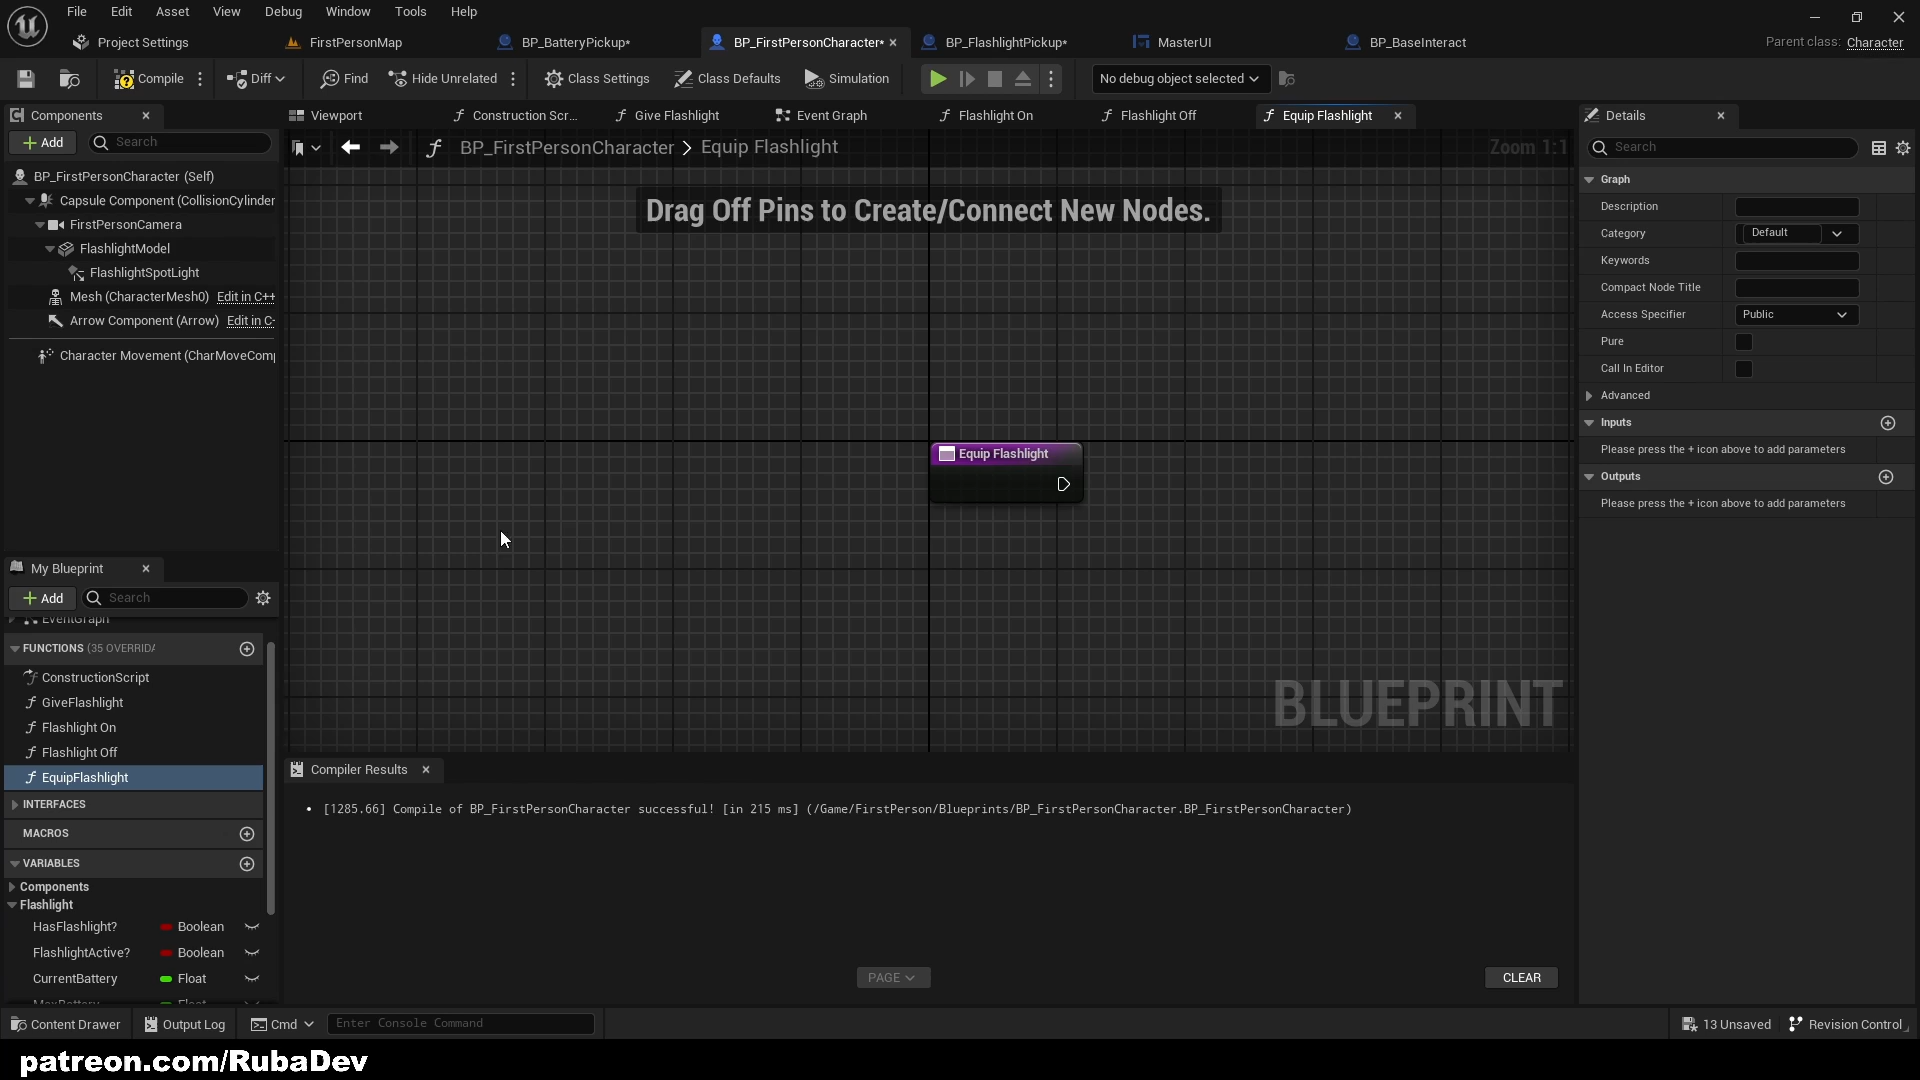 File Edit Asset View Debug Window Tools Help
Project Settings FirstPersonMap BP_BatteryPickup* BP_FirstPersonCharacter* BP_FlashlightPickup* MasterUI BP_BaseInteract Parent class: Character
Compile Diff Find Hide Unrelated Class Settings Class Defaults Simulation No debug object selected
Components Viewport Construction Scr... Give Flashlight Event Graph Flashlight On Flashlight Off Equip Flashlight Details
Add Search BP_FirstPersonCharacter > Equip Flashlight Zoom 1:1 Search
BP_FirstPersonCharacter (Self)
Capsule Component (CollisionCylinder
FirstPersonCamera
FlashlightModel
FlashlightSpotLight
Mesh (CharacterMesh0) Edit in C++
Arrow Component (Arrow) Edit in C
Character Movement (CharMoveComp
Drag Off Pins to Create/Connect New Nodes.
Equip Flashlight
BLUEPRINT
Graph
Description
Category Default
Keywords
Compact Node Title
Access Specifier Public
Pure
Call In Editor
Advanced
Inputs
Please press the + icon above to add parameters
Outputs
Please press the + icon above to add parameters
My Blueprint
Add Search
EventGraph
FUNCTIONS (35 OVERRIDA
ConstructionScript
GiveFlashlight
Flashlight On
Flashlight Off
EquipFlashlight
INTERFACES
MACROS
VARIABLES
Components
Flashlight
HasFlashlight? Boolean
FlashlightActive? Boolean
CurrentBattery Float
MaxBattery Float
Compiler Results
[1285.66] Compile of BP_FirstPersonCharacter successful! [in 215 ms] (/Game/FirstPerson/Blueprints/BP_FirstPersonCharacter.BP_FirstPersonCharacter)
PAGE CLEAR
Content Drawer Output Log Cmd Enter Console Command 13 Unsaved Revision Control
patreon.com/RubaDev